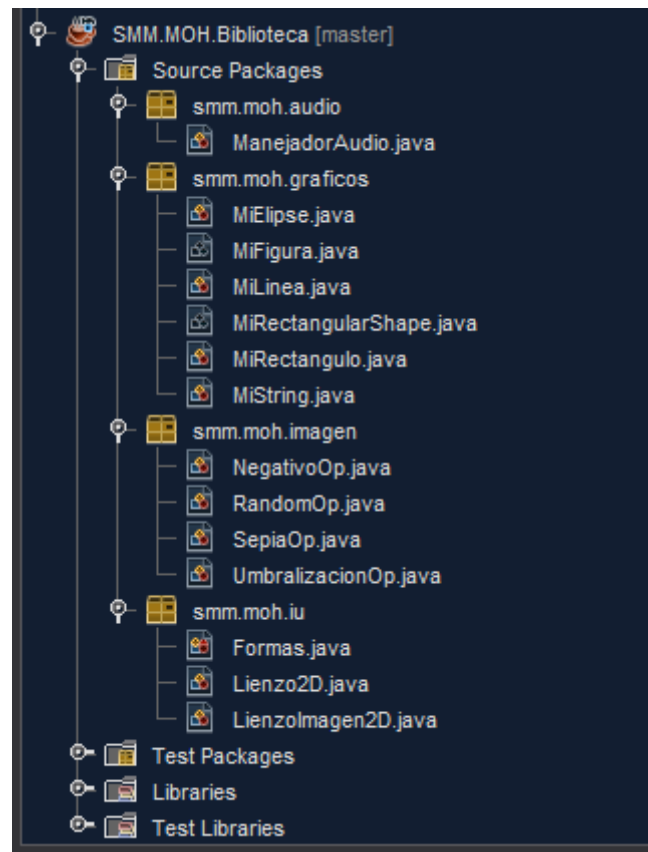 SMM.MOH.Biblioteca [master]
Source Packages
smm.moh.audio
ManejadorAudio.java
smm.moh.graficos
MiElipse.java
MiFigura.java
MiLinea.java
MiRectangularShape.java
MiRectangulo.java
MiString.java
smm.moh.imagen
NegativoOp.java
RandomOp.java
SepiaOp.java
UmbralizacionOp.java
smm.moh.iu
Formas.java
Lienzo2D.java
LienzoImagen2D.java
Test Packages
Libraries
Test Libraries